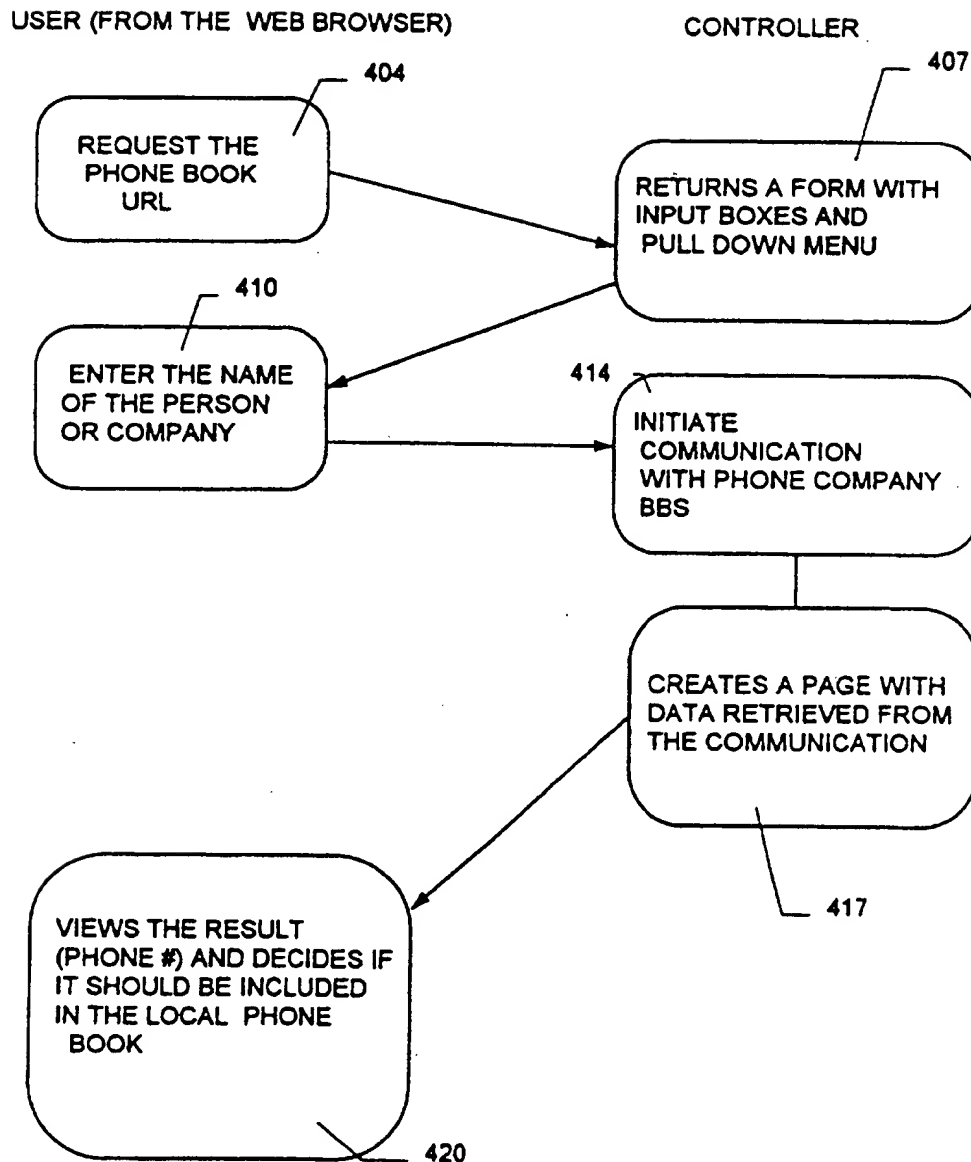 USER (FROM THE WEB BROWSER)
CONTROLLER
404
407
REQUEST THE
PHONE BOOK
URL
RETURNS A FORM WITH
INPUT BOXES AND
PULL DOWN MENU
410
ENTER THE NAME
OF THE PERSON
OR COMPANY
414
INITIATE
COMMUNICATION
WITH PHONE COMPANY
BBS
CREATES A PAGE WITH
DATA RETRIEVED FROM
THE COMMUNICATION
417
VIEWS THE RESULT
(PHONE #) AND DECIDES IF
IT SHOULD BE INCLUDED
IN THE LOCAL PHONE
BOOK
420